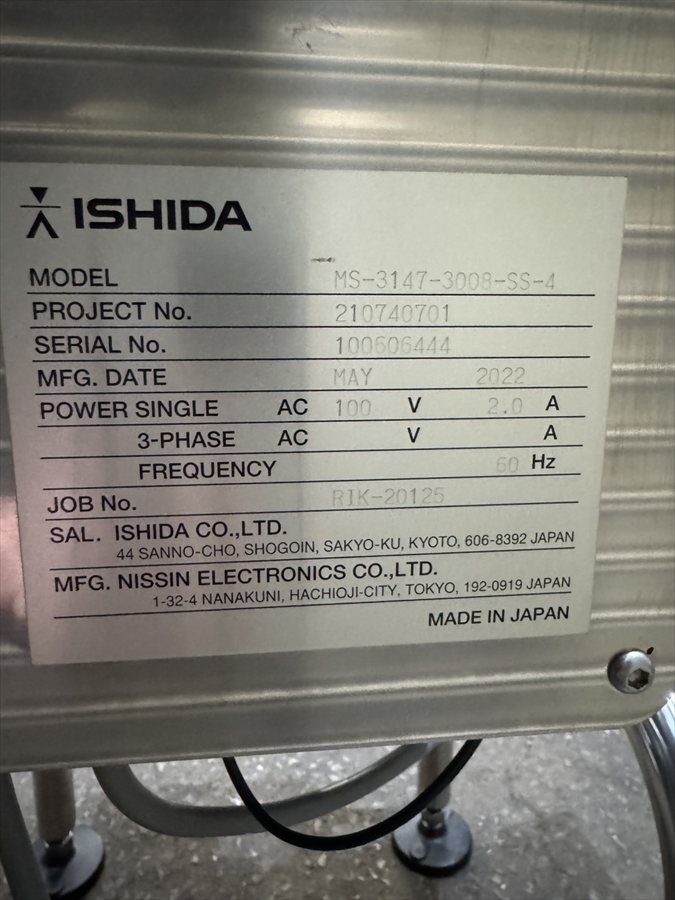 ISHIDA
MODEL MS-3147-3008-SS-4
PROJECT No. 210740701
SERIAL No. 100606444
MFG. DATE MAY 2022
POWER SINGLE AC 100 V 2.0 A
3-PHASE AC V A
FREQUENCY 60 Hz
JOB No. RIK-20125
SAL. ISHIDA CO.,LTD.
44 SANNO-CHO, SHOGOIN, SAKYO-KU, KYOTO, 606-8392 JAPAN
MFG. NISSIN ELECTRONICS CO.,LTD.
1-32-4 NANAKUNI, HACHIOJI-CITY, TOKYO, 192-0919 JAPAN
MADE IN JAPAN